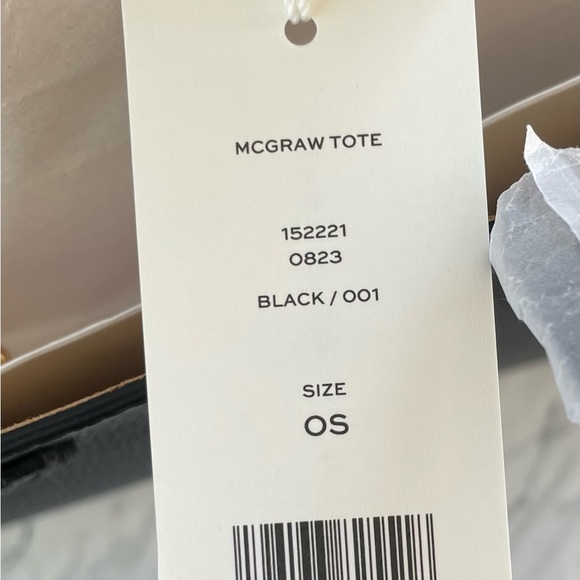 MCGRAW TOTE
152221
0823
BLACK / 001
SIZE
OS